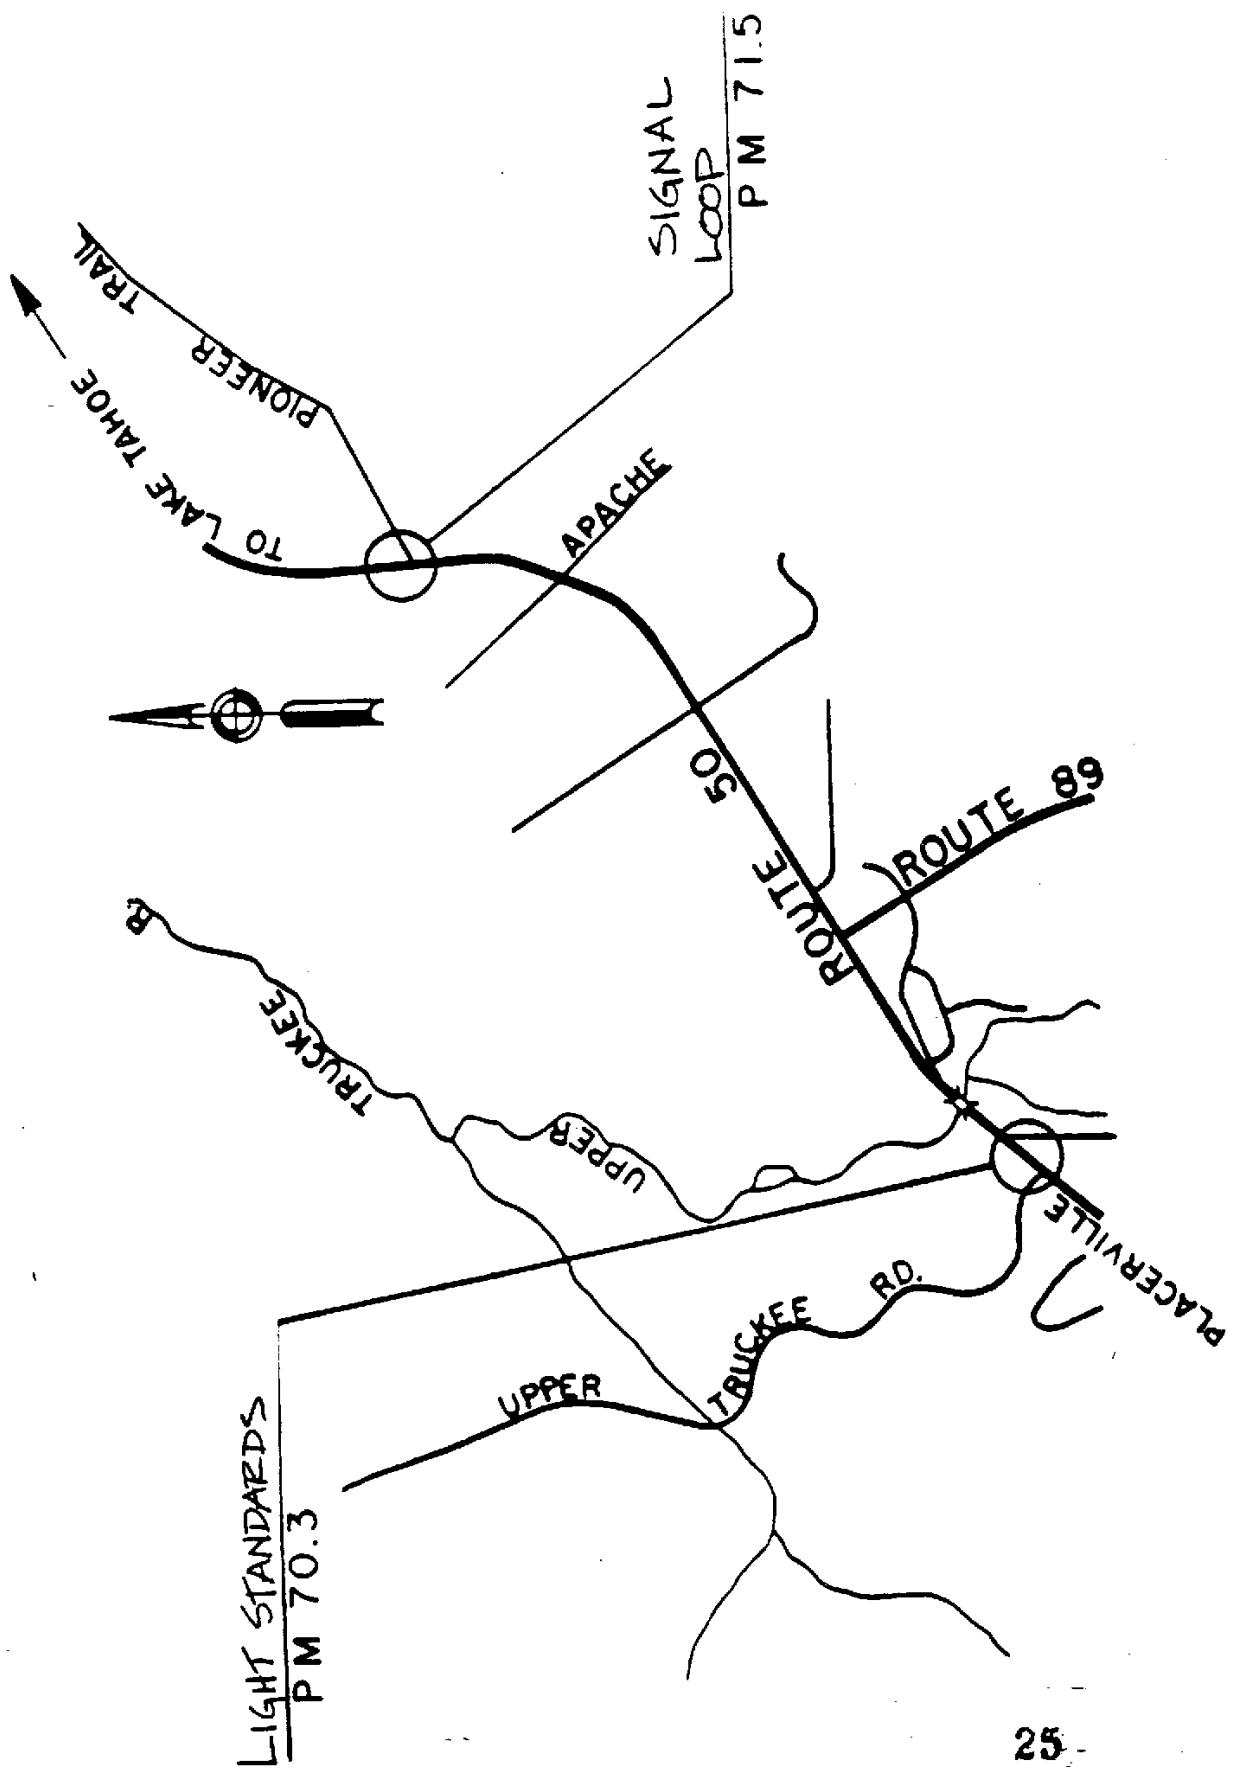 SIGNAL
LOOP
PM 71.5
PIONEER TRAIL
TO LAKE TAHOE
APACHE
ROUTE 50
ROUTE 89
UPPER TRUCKEE R.
PLACERVILLE
UPPER TRUCKEE RD.
LIGHT STANDARDS
PM 70.3
25